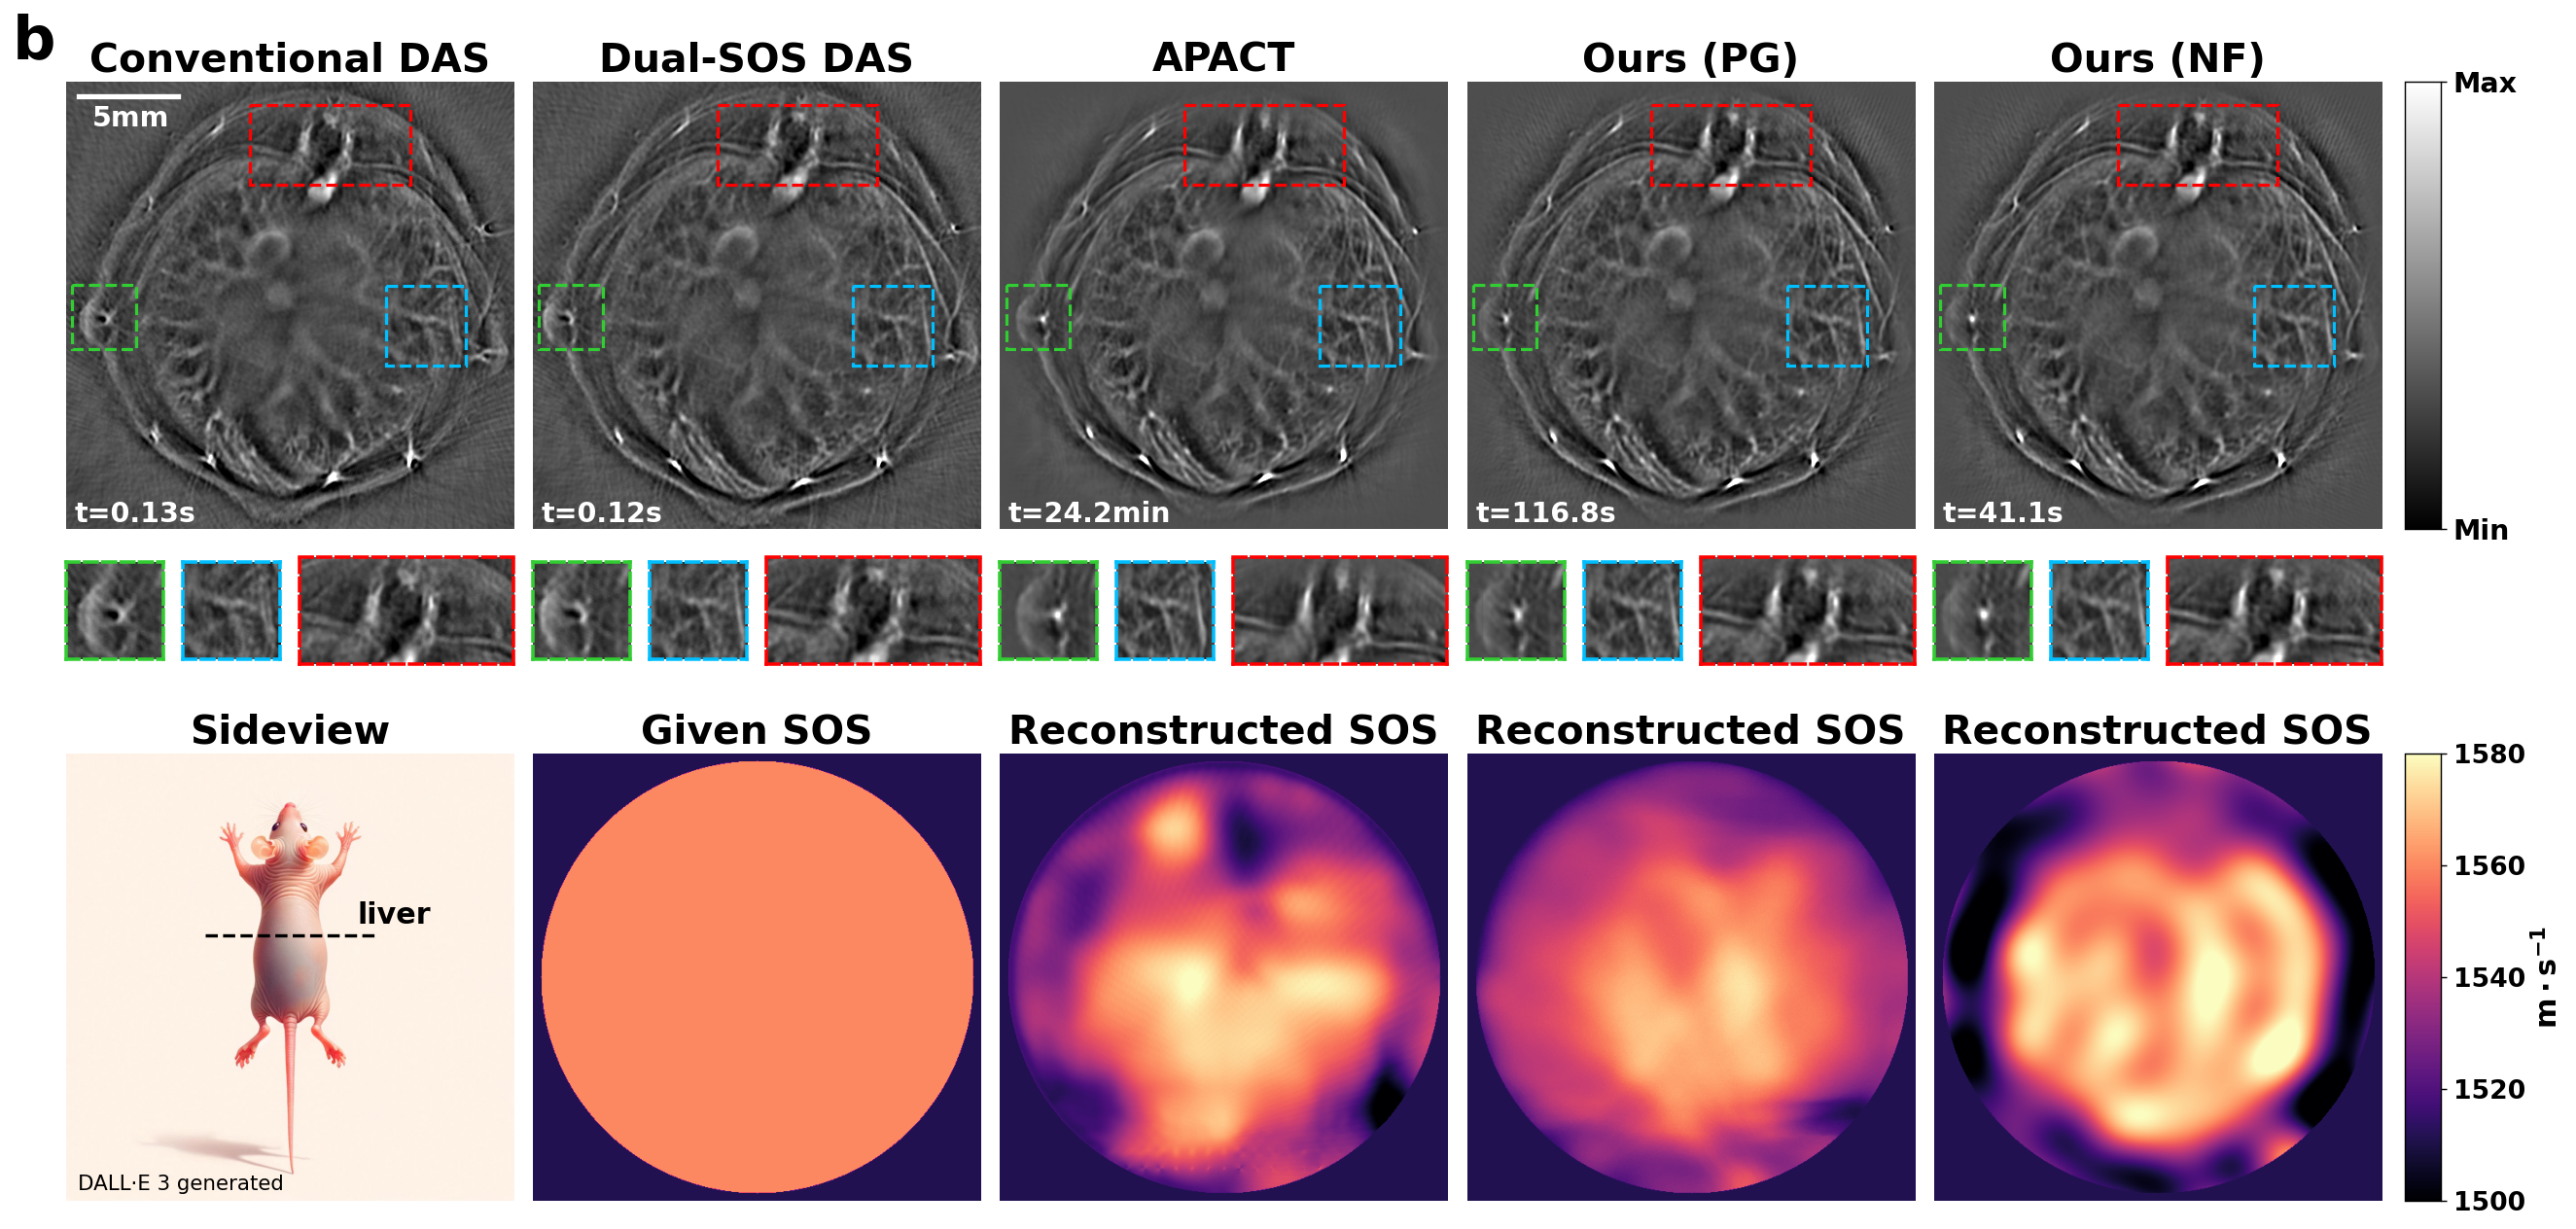 b
Conventional DAS
Dual-SOS DAS
APACT
Ours (PG)
Ours (NF)
5mm
t=0.13s
t=0.12s
t=24.2min
t=116.8s
t=41.1s
Max
Min
Sideview
Given SOS
Reconstructed SOS
Reconstructed SOS
Reconstructed SOS
liver
DALL·E 3 generated
1580
1560
1540
1520
1500
m · s⁻¹